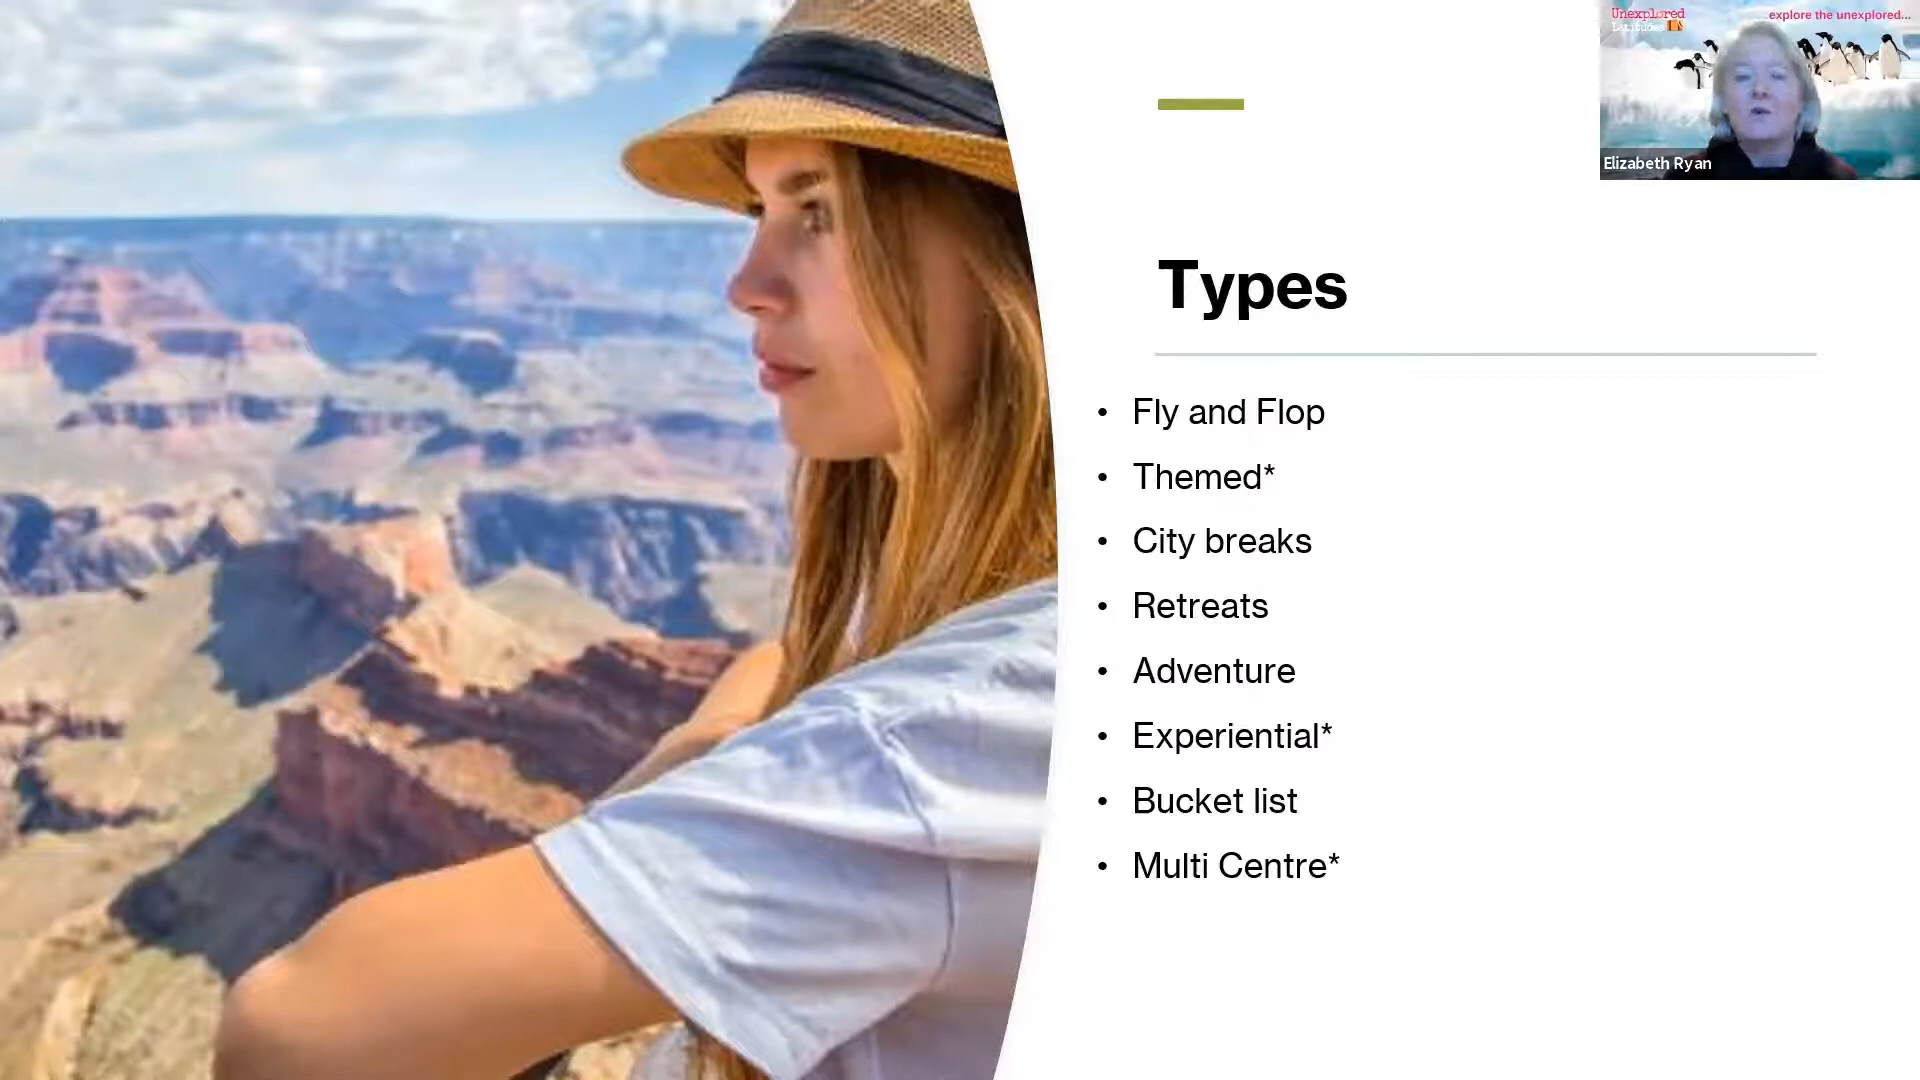 Unexplored
Latitudes
explore the unexplored...
Elizabeth Ryan
Types
• Fly and Flop
• Themed*
• City breaks
• Retreats
• Adventure
• Experiential*
• Bucket list
• Multi Centre*